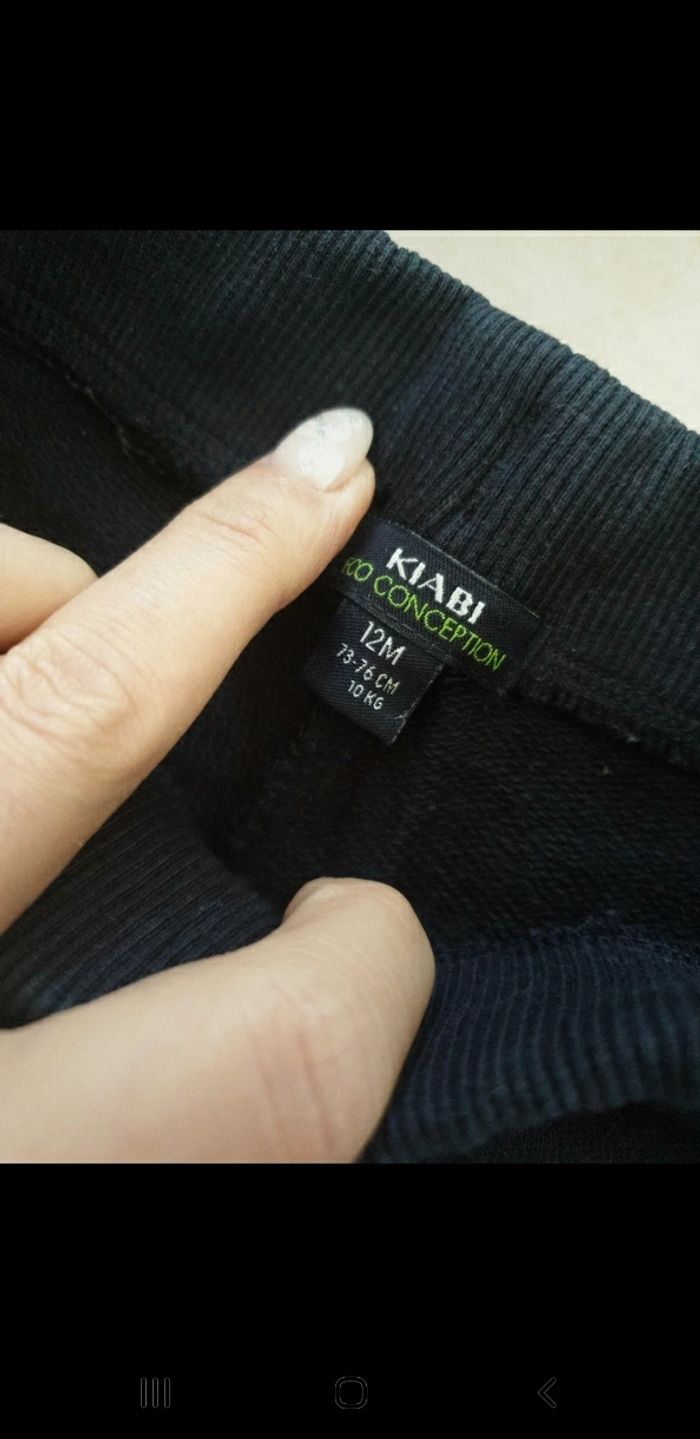 KIABI
ECO CONCEPTION
12M
73-76 CM
10 KG